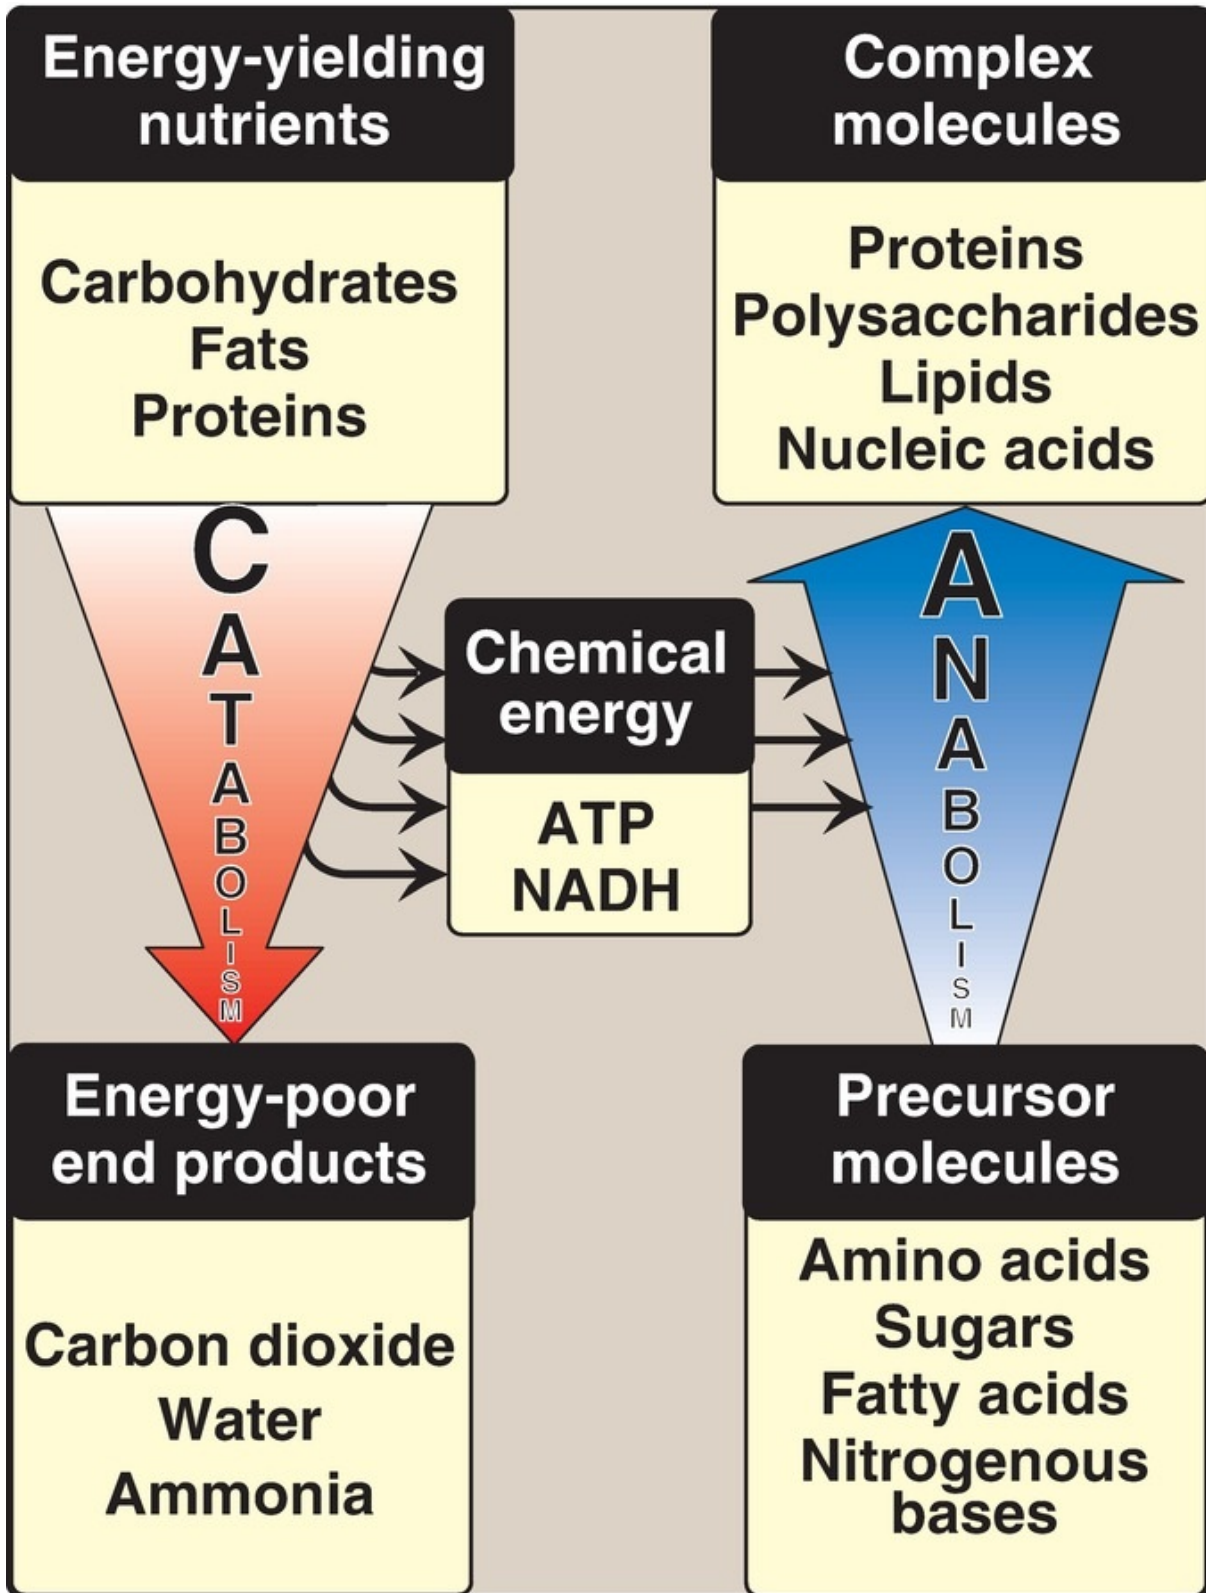 Energy-yielding
nutrients
Carbohydrates
Fats
Proteins
Complex
molecules
Proteins
Polysaccharides
Lipids
Nucleic acids
CATABOLISM
Chemical
energy
ATP
NADH
ANABOLISM
Energy-poor
end products
Carbon dioxide
Water
Ammonia
Precursor
molecules
Amino acids
Sugars
Fatty acids
Nitrogenous
bases